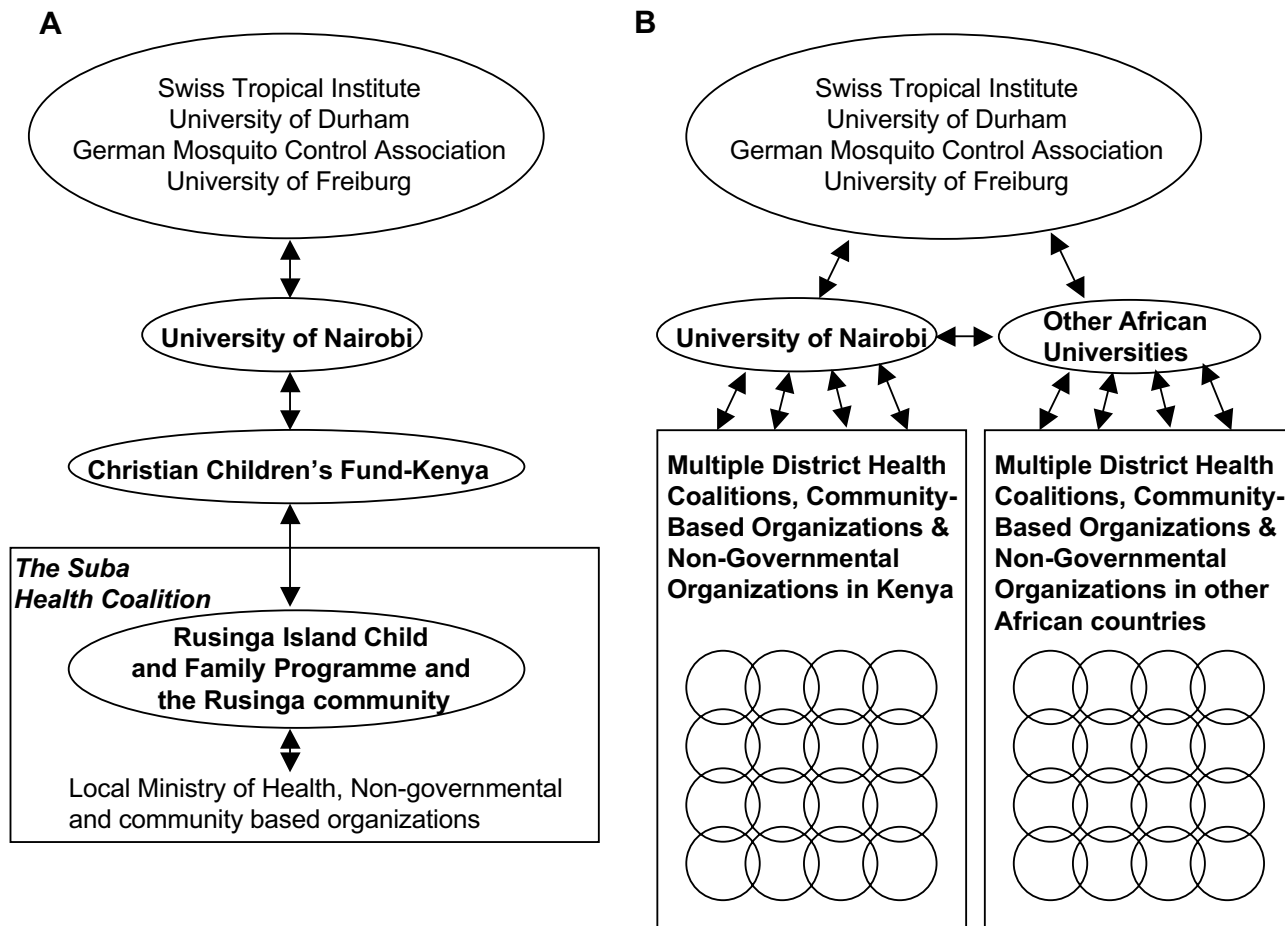 A
Swiss Tropical Institute
University of Durham
German Mosquito Control Association
University of Freiburg
University of Nairobi
Christian Children's Fund-Kenya
The Suba
Health Coalition
Rusinga Island Child
and Family Programme and
the Rusinga community
Local Ministry of Health, Non-governmental
and community based organizations
B
Swiss Tropical Institute
University of Durham
German Mosquito Control Association
University of Freiburg
University of Nairobi
Other African
Universities
Multiple District Health
Coalitions, Community-
Based Organizations &
Non-Governmental
Organizations in Kenya
Multiple District Health
Coalitions, Community-
Based Organizations &
Non-Governmental
Organizations in other
African countries